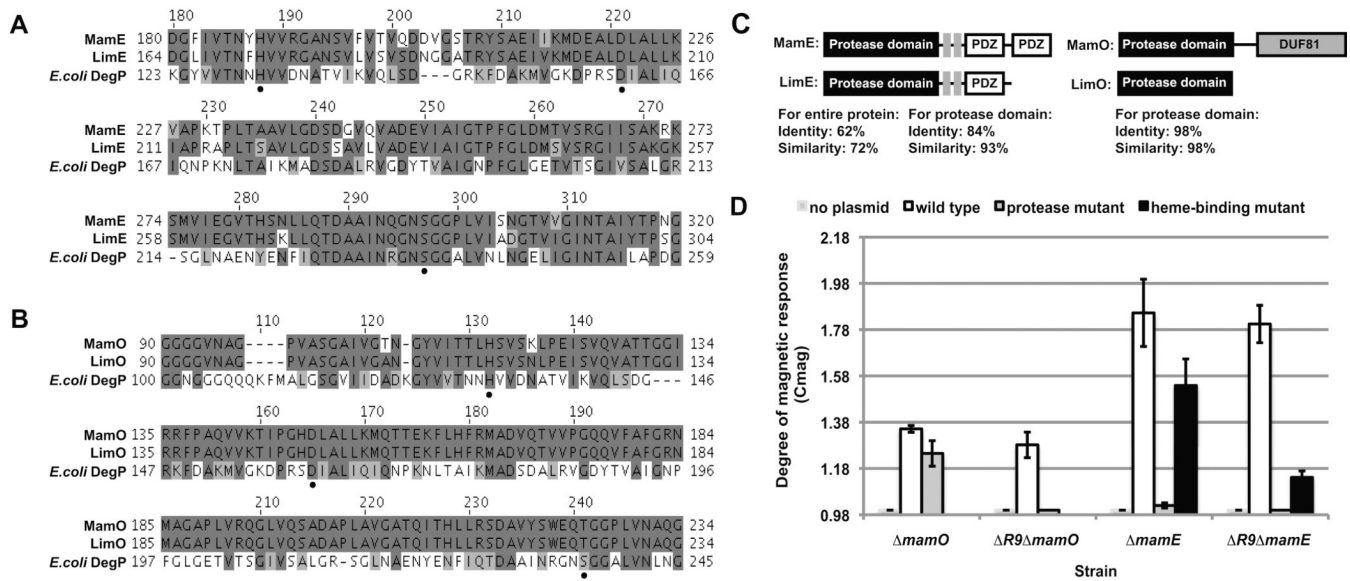 A
180 190 200 210 220
MamE 180 DGFIVTNYHVVRGANSVFVTVQDDVGSTRYSAEIIKMDEALDLALLK 226
LimE 164 DGLIVTNYHVVRGANSVLVSVSDNGGATRYSAEIIKMDEALDLALLK 210
E.coli DegP 123 KGYVVTNNHVVDNATVIKVQLSD---GRKFDAKMVGKDPRSDIALIQ 166
230 240 250 260 270
MamE 227 VAPKTPLTAAVLGDSDGVQVADEVIAIGTPFGLDMTVSRGIISAKRK 273
LimE 211 IAPRAPLTSAVLGDSSAVLVADEVIAIGTPFGLDMSVSRGIISAKGK 257
E.coli DegP 167 IQNPKNLTAIKMADSDALRVGDYTVAIGNPFGLGETVTSGIVSALGR 213
280 290 300 310
MamE 274 SMVIEGVTHSNLLQTDAAINQGNSGGPLVISNGTVVGINTAIYTPNG 320
LimE 258 SMVIEGVTHSKLLQTDAAINQGNSGGPLVIADGTVIGINTAIYTPSG 304
E.coli DegP 214 -SGLNAENYENFIQTDAAINRGNSGGALVNLNGELIGINTAILAPDG 259
B
110 120 130 140
MamO 90 GGGGVNAG----PVASGAIVGTN-GYVITTLHSVSKLPEISVQVATTGGI 134
LimO 90 GGGGVNAG----PVASGAIVGAN-GYVITTLHSVSNLPEISVQVATTGGI 134
E.coli DegP 100 GGNGGGQQQKFMALGSGVIIDADKGYVVTNNHVVDNATVIKVQLSDG--- 146
160 170 180 190
MamO 135 RRFPAQVVKTIPGHDLALLKMQTTEKFLHFRMADVQTVVPGQQVFAFGRN 184
LimO 135 RRFPAQVVKTIPGHDLALLKMQTTEKFLHFRMADVQTVVPGQQVFAFGRN 184
E.coli DegP 147 RKFDAKMVGKDPRSDIALIQIQNPKNLTAIKMADSDALRVGDYTVAIGNP 196
210 220 230 240
MamO 185 MAGAPLVRQGLVQSADAPLAVGATQITHLLRSDAVYSWEQTGGPLVNAQG 234
LimO 185 MAGAPLVRQGLVQSADAPLAVGATQITHLLRSDAVYSWEQTGGPLVNAQG 234
E.coli DegP 197 FGLGETVTSGIVSALGR-SGLNAENYENFIQTDAAINRGNSGGALVNLNG 245
C
MamE: Protease domain PDZ PDZ
LimE: Protease domain PDZ
For entire protein: For protease domain:
Identity: 62% Identity: 84%
Similarity: 72% Similarity: 93%
MamO: Protease domain DUF81
LimO: Protease domain
For protease domain:
Identity: 98%
Similarity: 98%
D
no plasmid wild type protease mutant heme-binding mutant
Degree of magnetic response
(Cmag)
2.18
1.98
1.78
1.58
1.38
1.18
0.98
ΔmamO ΔR9ΔmamO ΔmamE ΔR9ΔmamE
Strain